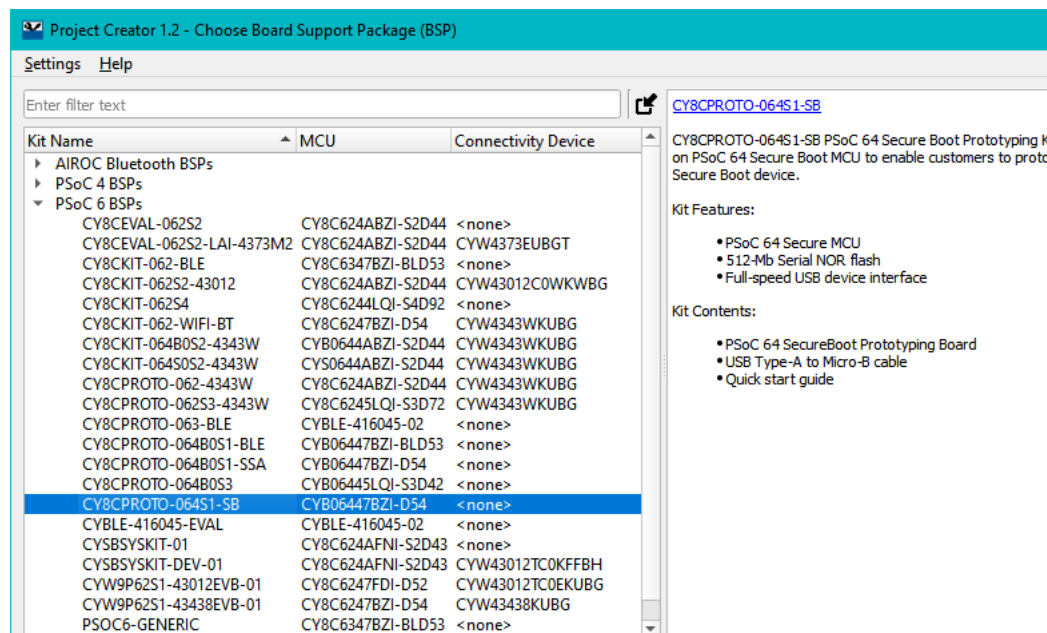 Project Creator 1.2 - Choose Board Support Package (BSP)
Settings Help
Enter filter text
Kit Name MCU Connectivity Device
AIROC Bluetooth BSPs
PSoC 4 BSPs
PSoC 6 BSPs
CY8CEVAL-062S2 CY8C624ABZI-S2D44 <none>
CY8CEVAL-062S2-LAI-4373M2 CY8C624ABZI-S2D44 CYW4373EUBGT
CY8CKIT-062-BLE CY8C6347BZI-BLD53 <none>
CY8CKIT-062S2-43012 CY8C624ABZI-S2D44 CYW43012C0WKWBG
CY8CKIT-062S4 CY8C6244LQI-S4D92 <none>
CY8CKIT-062-WIFI-BT CY8C6247BZI-D54 CYW4343WKUBG
CY8CKIT-064B0S2-4343W CYB0644ABZI-S2D44 CYW4343WKUBG
CY8CKIT-064S0S2-4343W CYS0644ABZI-S2D44 CYW4343WKUBG
CY8CPROTO-062-4343W CY8C624ABZI-S2D44 CYW4343WKUBG
CY8CPROTO-062S3-4343W CY8C6245LQI-S3D72 CYW4343WKUBG
CY8CPROTO-063-BLE CYBLE-416045-02 <none>
CY8CPROTO-064B0S1-BLE CYB06447BZI-BLD53 <none>
CY8CPROTO-064B0S1-SSA CYB06447BZI-D54 <none>
CY8CPROTO-064B0S3 CYB06445LQI-S3D42 <none>
CY8CPROTO-064S1-SB CYB06447BZI-D54 <none>
CYBLE-416045-EVAL CYBLE-416045-02 <none>
CYSBSYSKIT-01 CY8C624AFNI-S2D43 <none>
CYSBSYSKIT-DEV-01 CY8C624AFNI-S2D43 CYW43012TC0KFFBH
CYW9P62S1-43012EVB-01 CY8C6247FDI-D52 CYW43012TC0EKUBG
CYW9P62S1-43438EVB-01 CY8C6247BZI-D54 CYW43438KUBG
PSOC6-GENERIC CY8C6347BZI-BLD53 <none>
CY8CPROTO-064S1-SB
CY8CPROTO-064S1-SB PSoC 64 Secure Boot Prototyping K
on PSoC 64 Secure Boot MCU to enable customers to proto
Secure Boot device.
Kit Features:
•PSoC 64 Secure MCU
•512-Mb Serial NOR flash
•Full-speed USB device interface
Kit Contents:
•PSoC 64 SecureBoot Prototyping Board
•USB Type-A to Micro-B cable
•Quick start guide